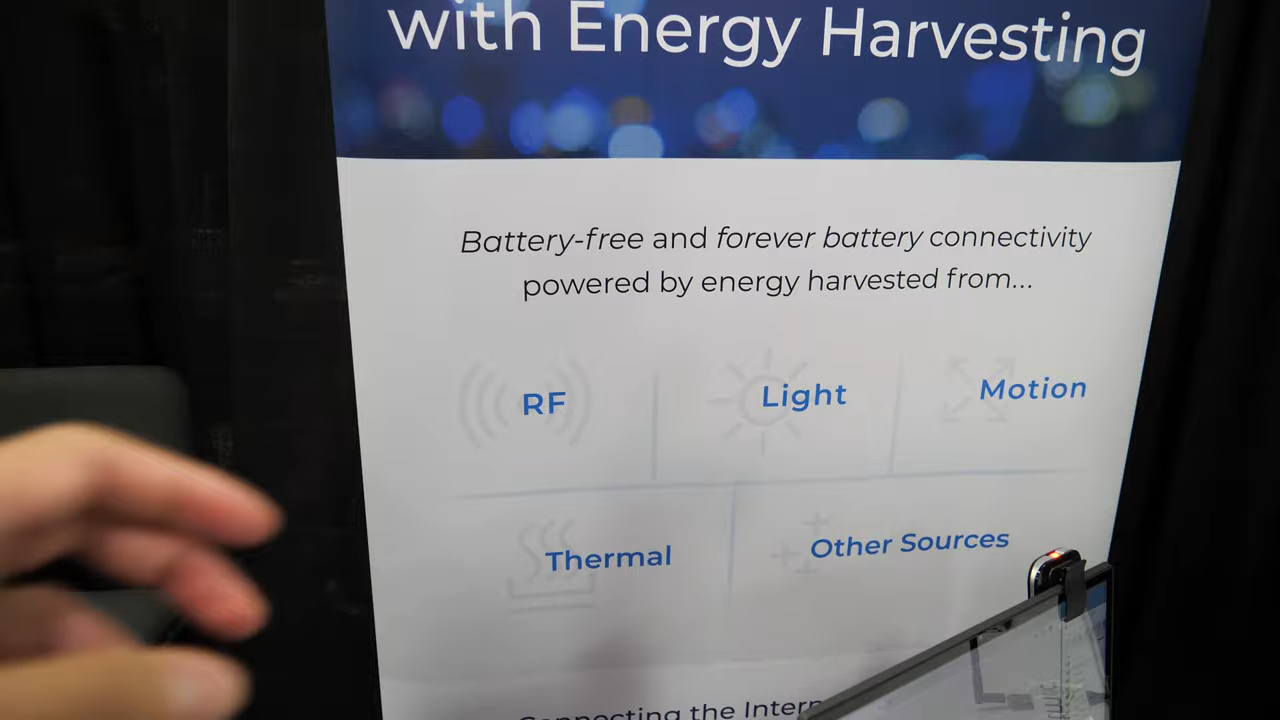 with Energy Harvesting
Battery-free and forever battery connectivity
powered by energy harvested from...
RF
Light
Motion
Thermal
Other Sources
Connecting the